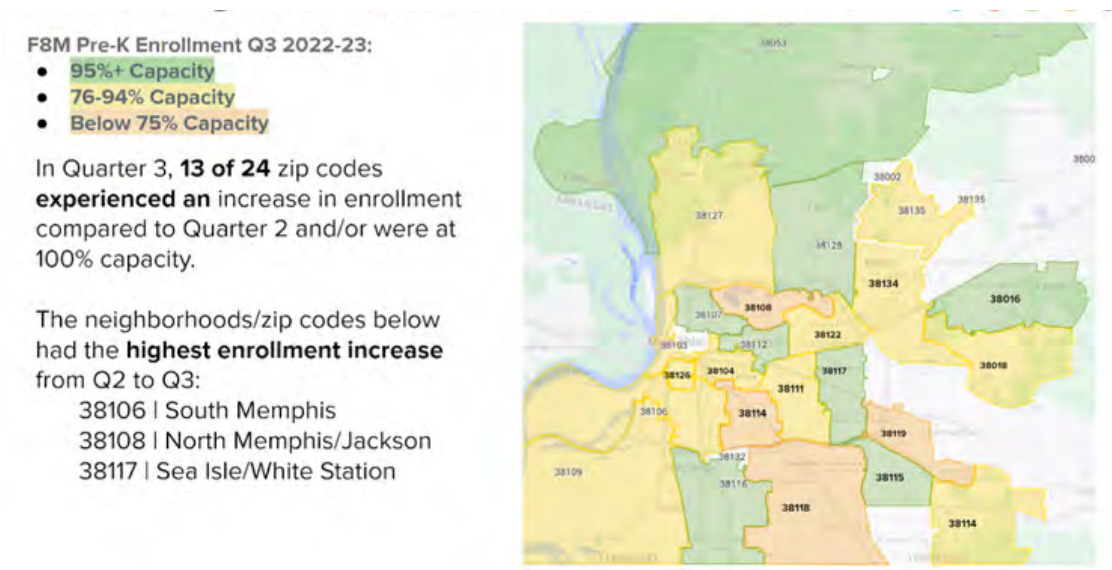 F8M Pre-K Enrollment Q3 2022-23:
● 95%+ Capacity
● 76-94% Capacity
● Below 75% Capacity
In Quarter 3, 13 of 24 zip codes
experienced an increase in enrollment
compared to Quarter 2 and/or were at
100% capacity.
The neighborhoods/zip codes below
had the highest enrollment increase
from Q2 to Q3:
38106 | South Memphis
38108 | North Memphis/Jackson
38117 | Sea Isle/White Station
38053
3800
38002
38135
38135
38127
38128
38134
38016
38107
38108
38122
38103
38112
38018
38126
38104
38117
38111
38106
38114
38119
38132
38109
38116
38115
38118
38114